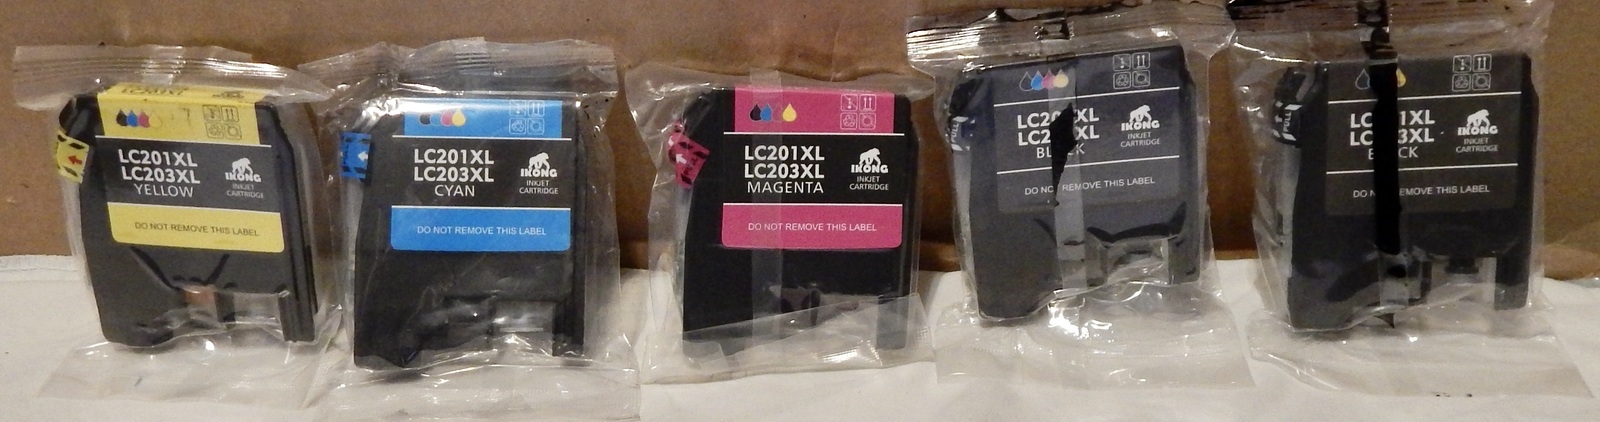 LC201XL
LC203XL
YELLOW
IKONG
INKJET
CARTRIDGE
DO NOT REMOVE THIS LABEL
LC201XL
LC203XL
CYAN
IKONG
INKJET
CARTRIDGE
DO NOT REMOVE THIS LABEL
LC201XL
LC203XL
MAGENTA
IKONG
INKJET
CARTRIDGE
DO NOT REMOVE THIS LABEL
PULL
IKONG
INKJET
CARTRIDGE
DO NOT REMOVE THIS LABEL
PULL
IKONG
INKJET
CARTRIDGE
DO NOT REMOVE THIS LABEL